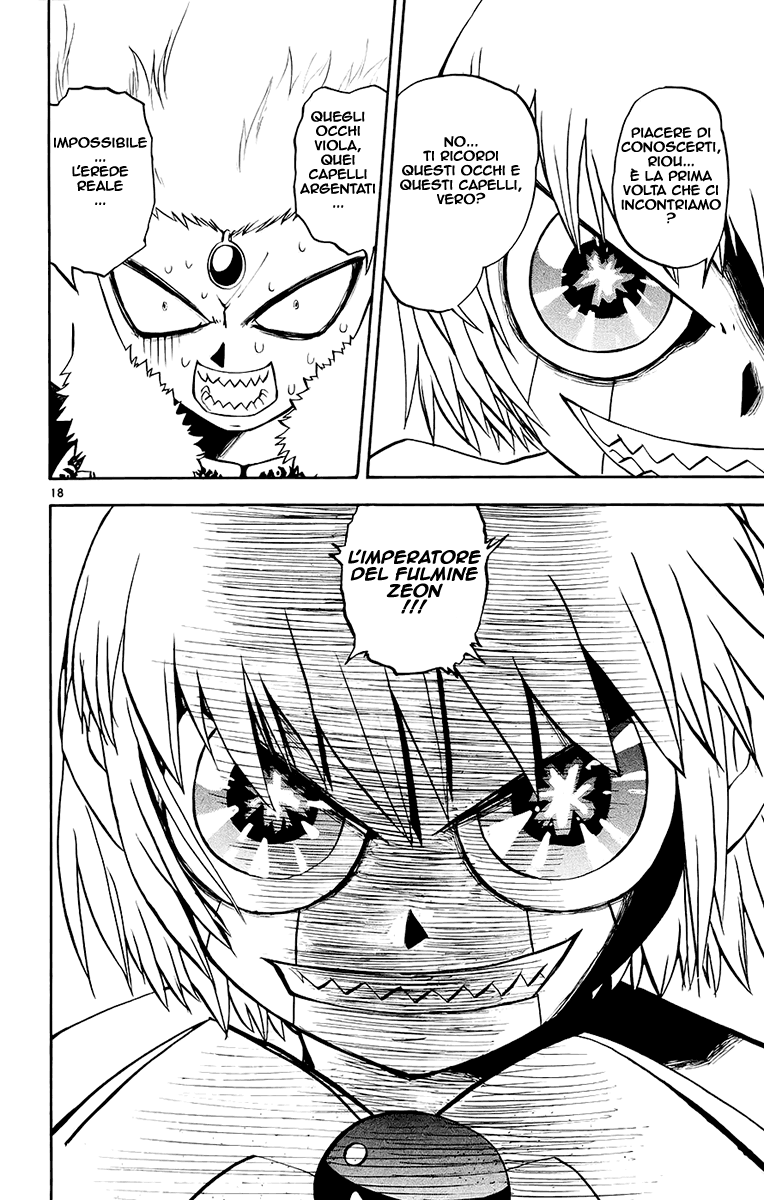 PIACERE DI
CONOSCERTI,
RIOU...
È LA PRIMA
VOLTA CHE CI
INCONTRIAMO
?
NO...
TI RICORDI
QUESTI OCCHI E
QUESTI CAPELLI,
VERO?
QUEGLI
OCCHI
VIOLA,
QUEI
CAPELLI
ARGENTATI
...
IMPOSSIBILE
...
L'EREDE
REALE
...
18
L'IMPERATORE
DEL FULMINE
ZEON
!!!